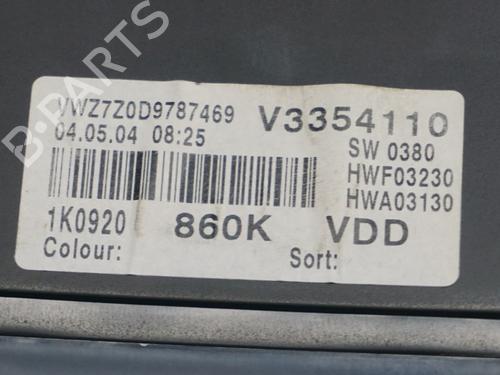 VWZ7Z0D9787469 V3354110
04.05.04 08:25 SW 0380
HWF03230
HWA03130
1K0920 860K VDD
Colour: Sort:
B-PARTS